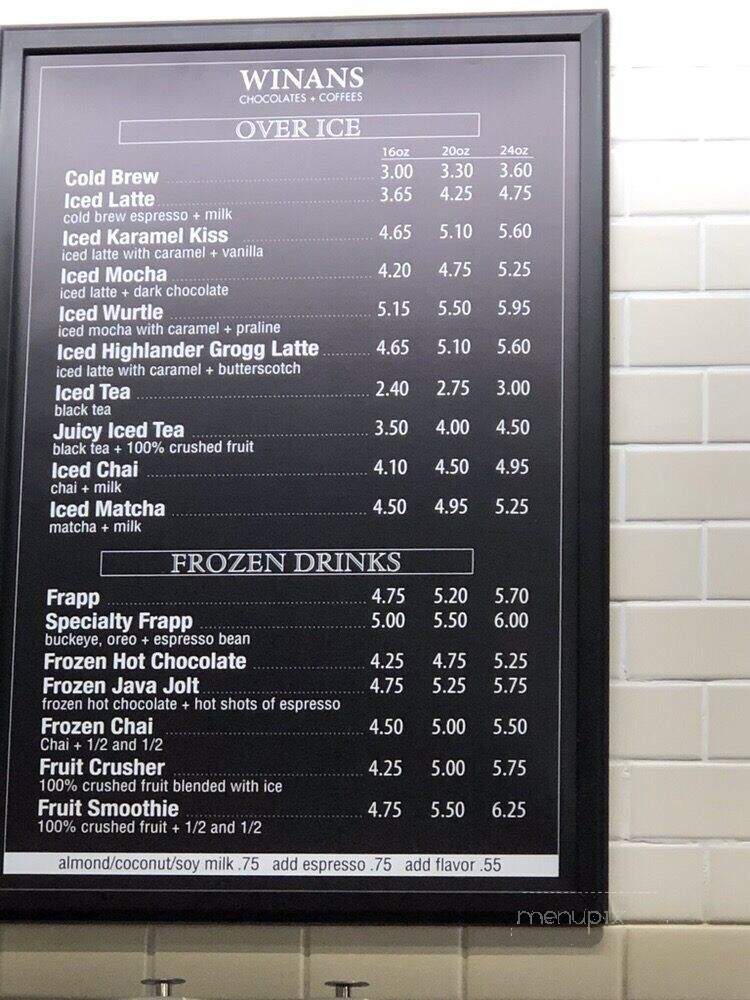 WINANS
CHOCOLATES + COFFEES
OVER ICE
16oz 20oz 24oz
Cold Brew 3.00 3.30 3.60
Iced Latte 3.65 4.25 4.75
cold brew espresso + milk
Iced Karamel Kiss 4.65 5.10 5.60
iced latte with caramel + vanilla
Iced Mocha 4.20 4.75 5.25
iced latte + dark chocolate
Iced Wurtle 5.15 5.50 5.95
iced mocha with caramel + praline
Iced Highlander Grogg Latte 4.65 5.10 5.60
iced latte with caramel + butterscotch
Iced Tea 2.40 2.75 3.00
black tea
Juicy Iced Tea 3.50 4.00 4.50
black tea + 100% crushed fruit
Iced Chai 4.10 4.50 4.95
chai + milk
Iced Matcha 4.50 4.95 5.25
matcha + milk
FROZEN DRINKS
Frapp 4.75 5.20 5.70
Specialty Frapp 5.00 5.50 6.00
buckeye, oreo + espresso bean
Frozen Hot Chocolate 4.25 4.75 5.25
Frozen Java Jolt 4.75 5.25 5.75
frozen hot chocolate + hot shots of espresso
Frozen Chai 4.50 5.00 5.50
Chai + 1/2 and 1/2
Fruit Crusher 4.25 5.00 5.75
100% crushed fruit blended with ice
Fruit Smoothie 4.75 5.50 6.25
100% crushed fruit + 1/2 and 1/2
almond/coconut/soy milk .75 add espresso .75 add flavor .55
menupix